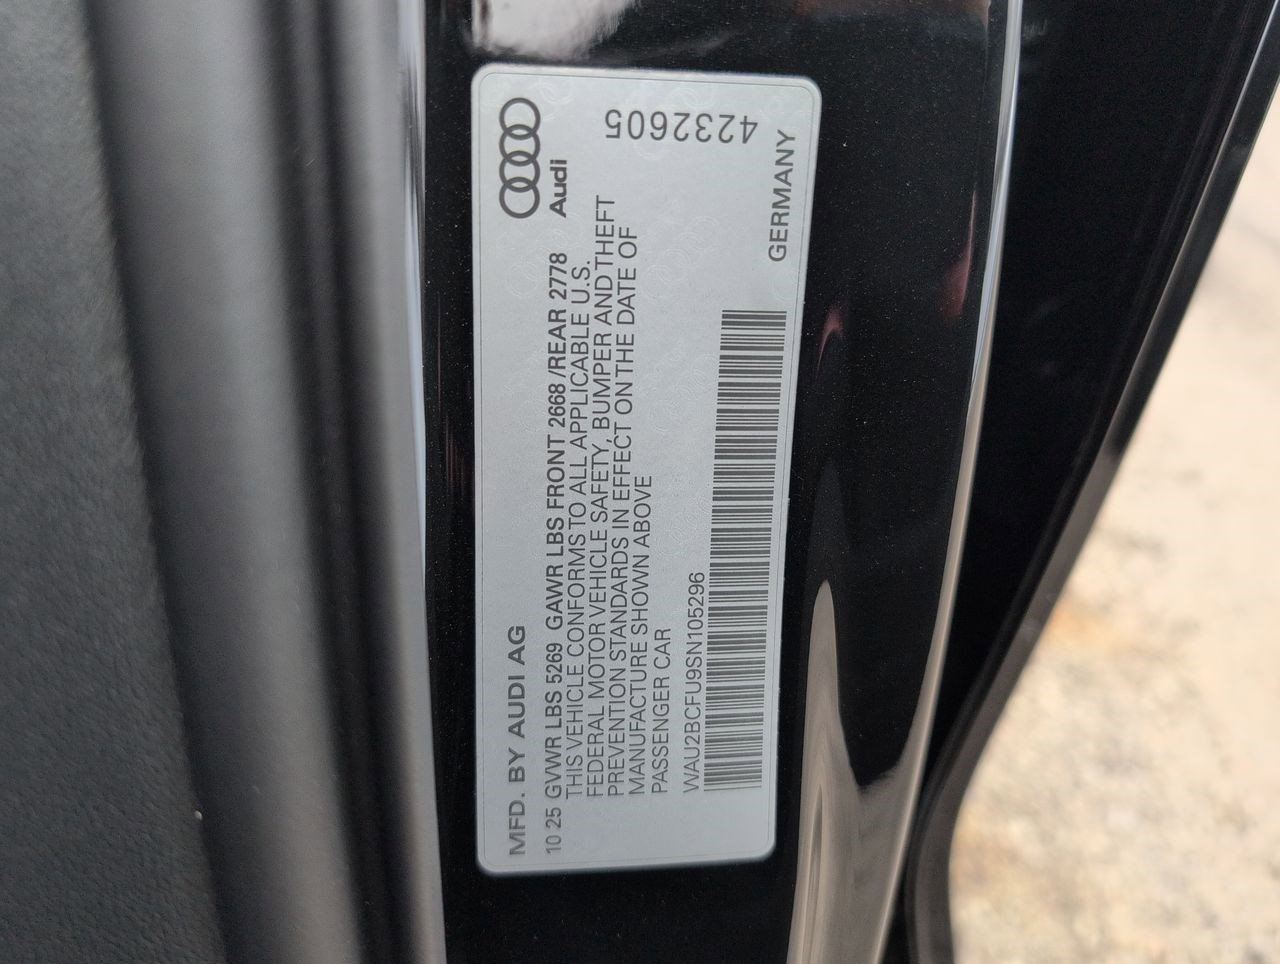 MFD. BY AUDI AG
Audi
10 25 GVWR LBS 5269 GAWR LBS FRONT 2668 /REAR 2778
THIS VEHICLE CONFORMS TO ALL APPLICABLE U.S.
FEDERAL MOTOR VEHICLE SAFETY, BUMPER AND THEFT
PREVENTION STANDARDS IN EFFECT ON THE DATE OF
MANUFACTURE SHOWN ABOVE
PASSENGER CAR
WAU2BCFU9SN105296
GERMANY
4232605